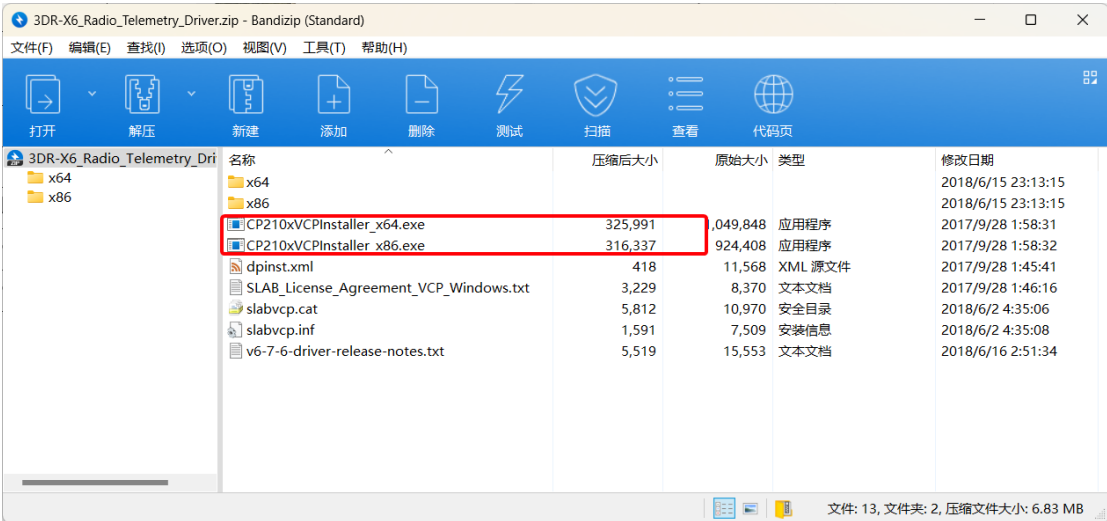 3DR-X6_Radio_Telemetry_Driver.zip - Bandizip (Standard)
文件(F) 编辑(E) 查找(I) 选项(O) 视图(V) 工具(T) 帮助(H)
打开 解压 新建 添加 删除 测试 扫描 查看 代码页
3DR-X6_Radio_Telemetry_Dri
x64
x86
名称 压缩后大小 原始大小 类型 修改日期
x64 2018/6/15 23:13:15
x86 2018/6/15 23:13:15
CP210xVCPInstaller_x64.exe 325,991 ,049,848 应用程序 2017/9/28 1:58:31
CP210xVCPInstaller_x86.exe 316,337 924,408 应用程序 2017/9/28 1:58:32
dpinst.xml 418 11,568 XML 源文件 2017/9/28 1:45:41
SLAB_License_Agreement_VCP_Windows.txt 3,229 8,370 文本文档 2017/9/28 1:46:16
slabvcp.cat 5,812 10,970 安全目录 2018/6/2 4:35:06
slabvcp.inf 1,591 7,509 安装信息 2018/6/2 4:35:08
v6-7-6-driver-release-notes.txt 5,519 15,553 文本文档 2018/6/16 2:51:34
文件: 13, 文件夹: 2, 压缩文件大小: 6.83 MB